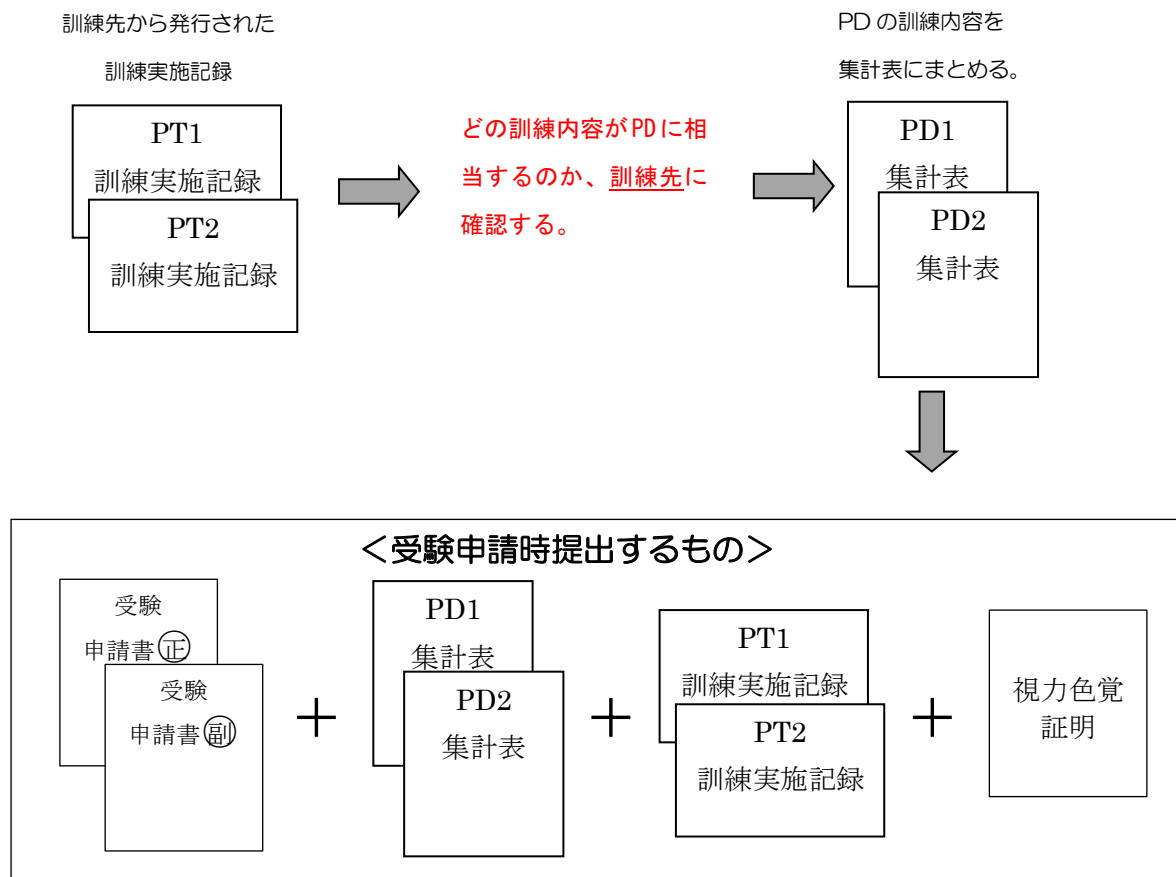 訓練先から発行された
訓練実施記録
PT1
訓練実施記録
PT2
訓練実施記録
どの訓練内容がPDに相
当するのか、訓練先に
確認する。
PD の訓練内容を
集計表にまとめる。
PD1
集計表
PD2
集計表
＜受験申請時提出するもの＞
受験
申請書㊣
受験
申請書副
＋
PD1
集計表
PD2
集計表
＋
PT1
訓練実施記録
PT2
訓練実施記録
＋
視力色覚
証明